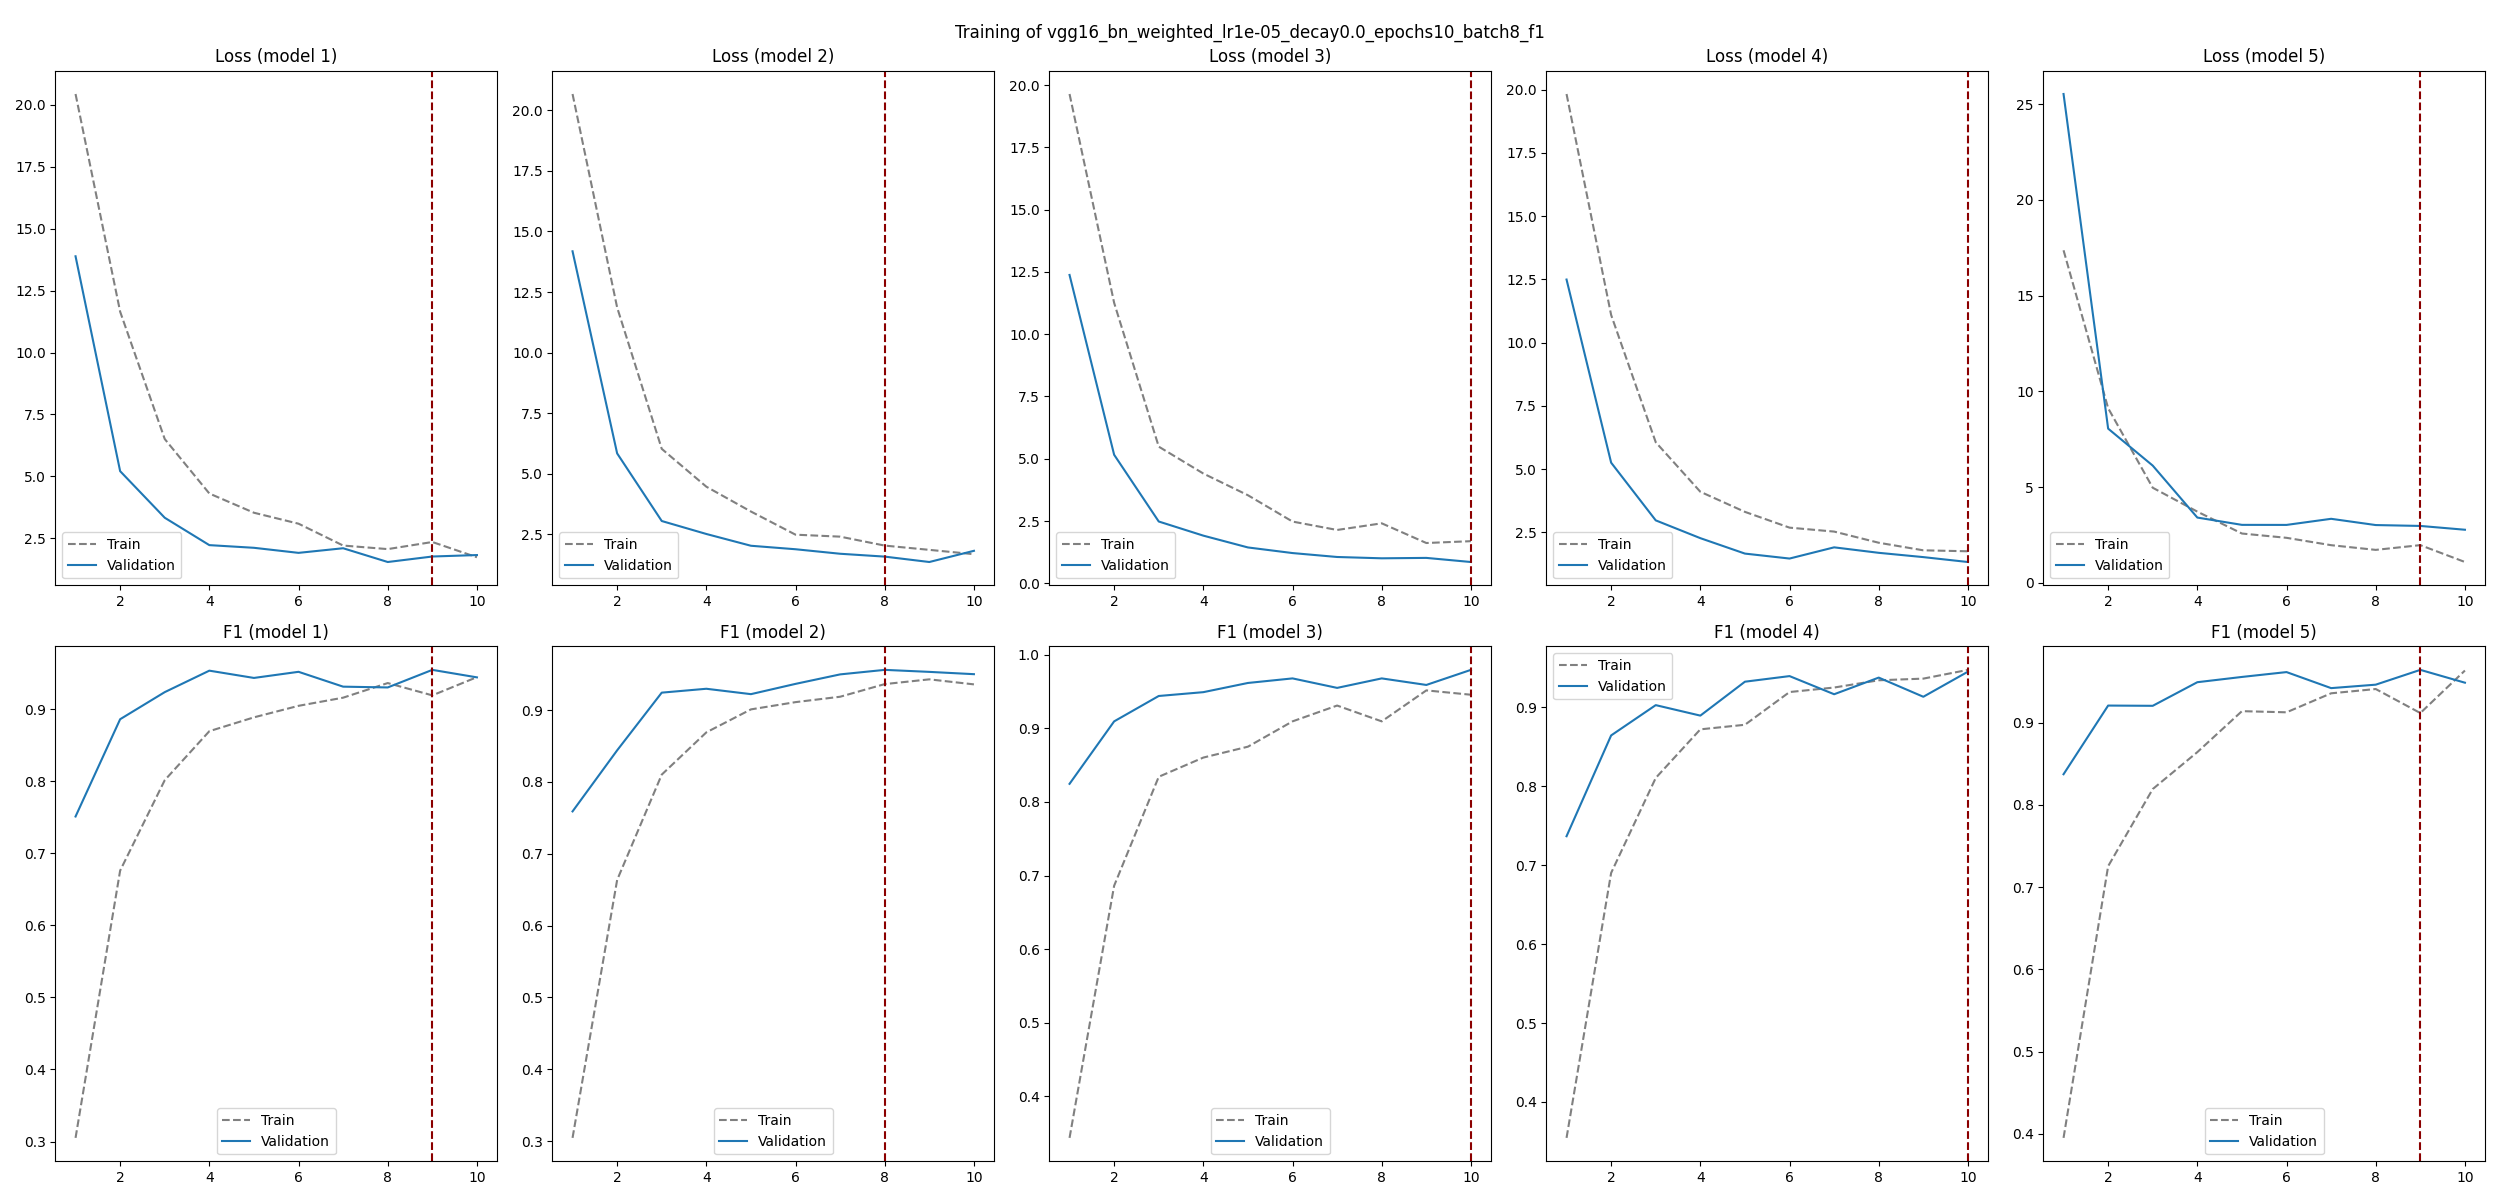 Training of vgg16_bn_weighted_lr1e-05_decay0.0_epochs10_batch8_f1
Loss (model 1)
20.0
17.5
15.0
12.5
10.0
7.5
5.0
2.5
Train
Validation
2 4 6 8 10
Loss (model 2)
20.0
17.5
15.0
12.5
10.0
7.5
5.0
2.5
Train
Validation
2 4 6 8 10
Loss (model 3)
20.0
17.5
15.0
12.5
10.0
7.5
5.0
2.5
0.0
Train
Validation
2 4 6 8 10
Loss (model 4)
20.0
17.5
15.0
12.5
10.0
7.5
5.0
2.5
Train
Validation
2 4 6 8 10
Loss (model 5)
25
20
15
10
5
0
Train
Validation
2 4 6 8 10
F1 (model 1)
0.9
0.8
0.7
0.6
0.5
0.4
0.3
Train
Validation
2 4 6 8 10
F1 (model 2)
0.9
0.8
0.7
0.6
0.5
0.4
0.3
Train
Validation
2 4 6 8 10
F1 (model 3)
1.0
0.9
0.8
0.7
0.6
0.5
0.4
Train
Validation
2 4 6 8 10
F1 (model 4)
Train
Validation
0.9
0.8
0.7
0.6
0.5
0.4
2 4 6 8 10
F1 (model 5)
0.9
0.8
0.7
0.6
0.5
0.4
Train
Validation
2 4 6 8 10